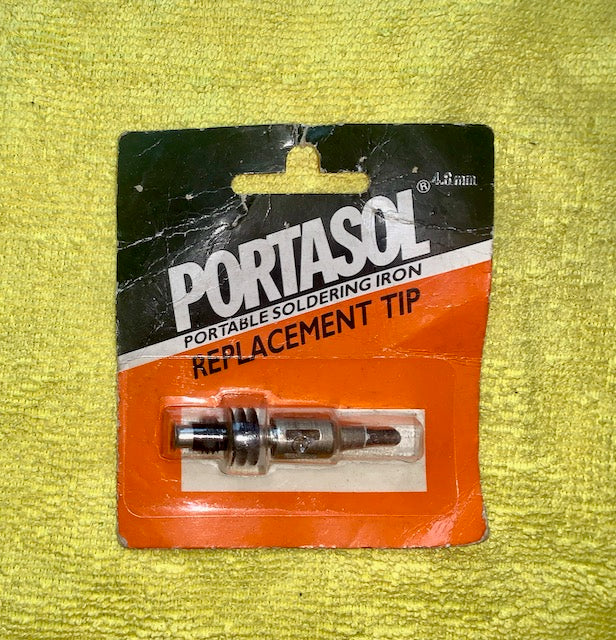 4.8mm
PORTASOL®
PORTABLE SOLDERING IRON
REPLACEMENT TIP